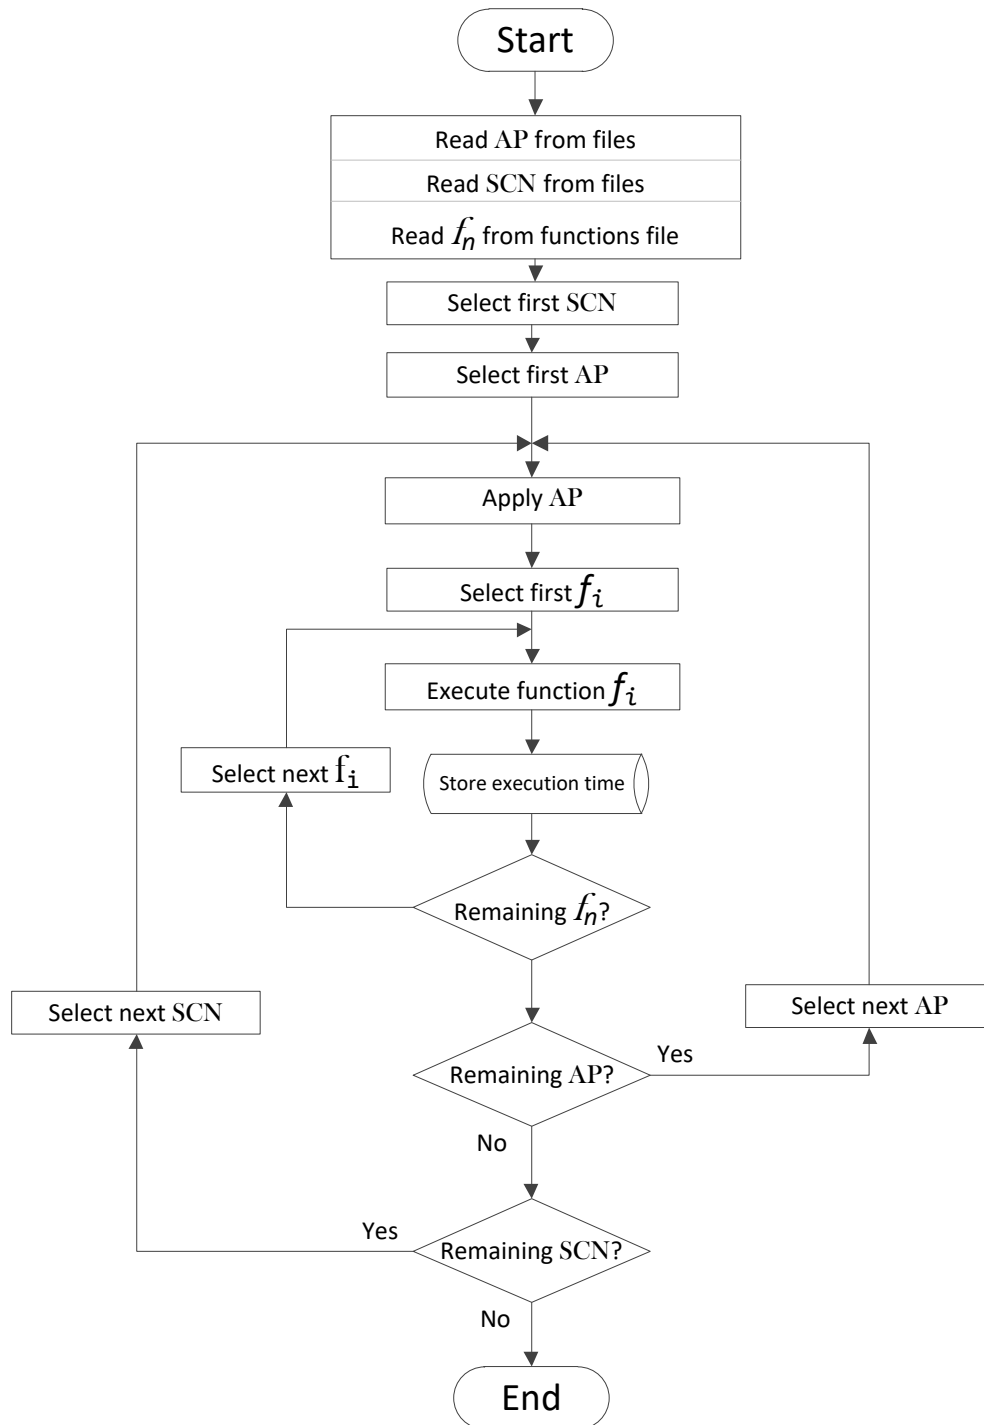 Start
Read AP from files
Read SCN from files
Read fn from functions file
Select first SCN
Select first AP
Apply AP
Select first fi
Execute function fi
Select next fi
Store execution time
Remaining fn?
Select next SCN
Select next AP
Yes
Remaining AP?
No
Yes
Remaining SCN?
No
End